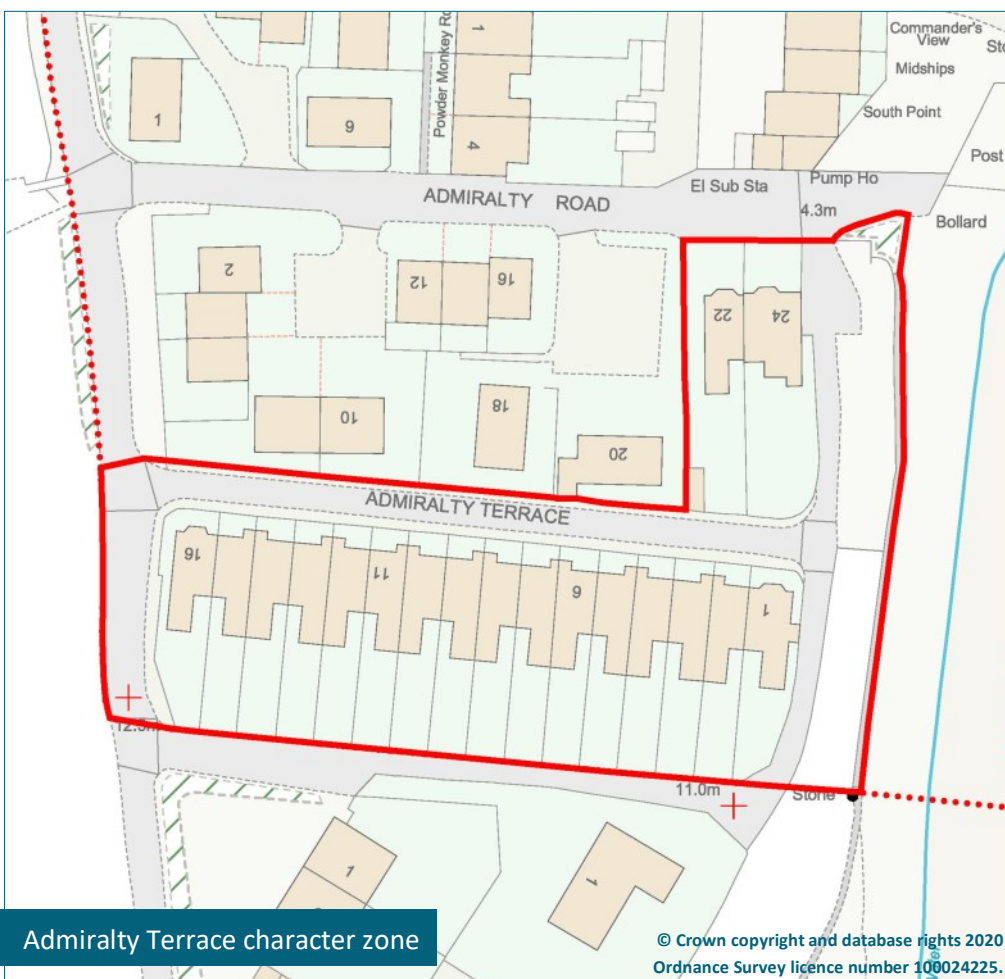 Commander's
View
Sto
Midships
South Point
Post
Powder Monkey Ro
1
1
9
4
El Sub Sta
Pump Ho
4.3m
Bollard
ADMIRALTY ROAD
2
12
16
22
24
10
18
20
ADMIRALTY TERRACE
16
11
6
1
12.5m
11.0m
Stone
1
1
Admiralty Terrace character zone
© Crown copyright and database rights 2020
Ordnance Survey licence number 100024225.